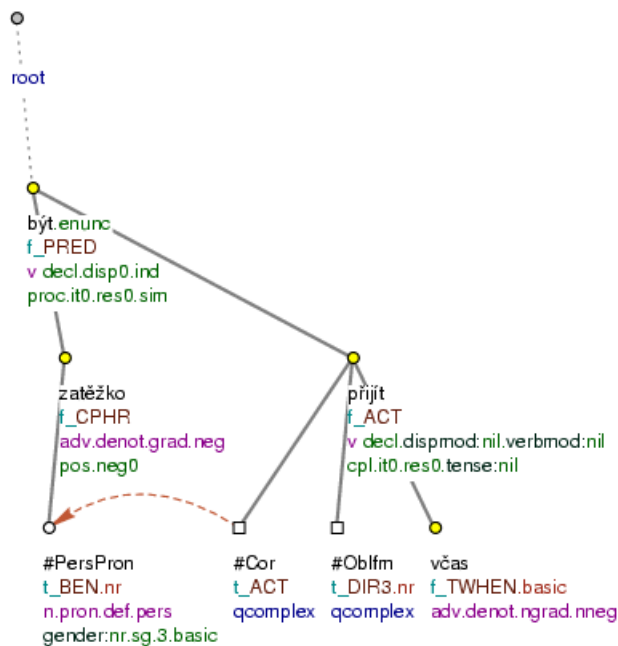 root
být.enunc
f_PRED
v decl.disp0.ind
proc.it0.res0.sim
zatěžko
f_CPHR
adv.denot.grad.neg
pos.neg0
přijít
f_ACT
v decl.dispmod:nil.verbmod:nil
cpl.it0.res0.tense:nil
#PersPron
t_BEN.nr
n.pron.def.pers
gender:nr.sg.3.basic
#Cor
t_ACT
qcomplex
#Oblfm
t_DIR3.nr
qcomplex
včas
f_TWHEN.basic
adv.denot.ngrad.nneg